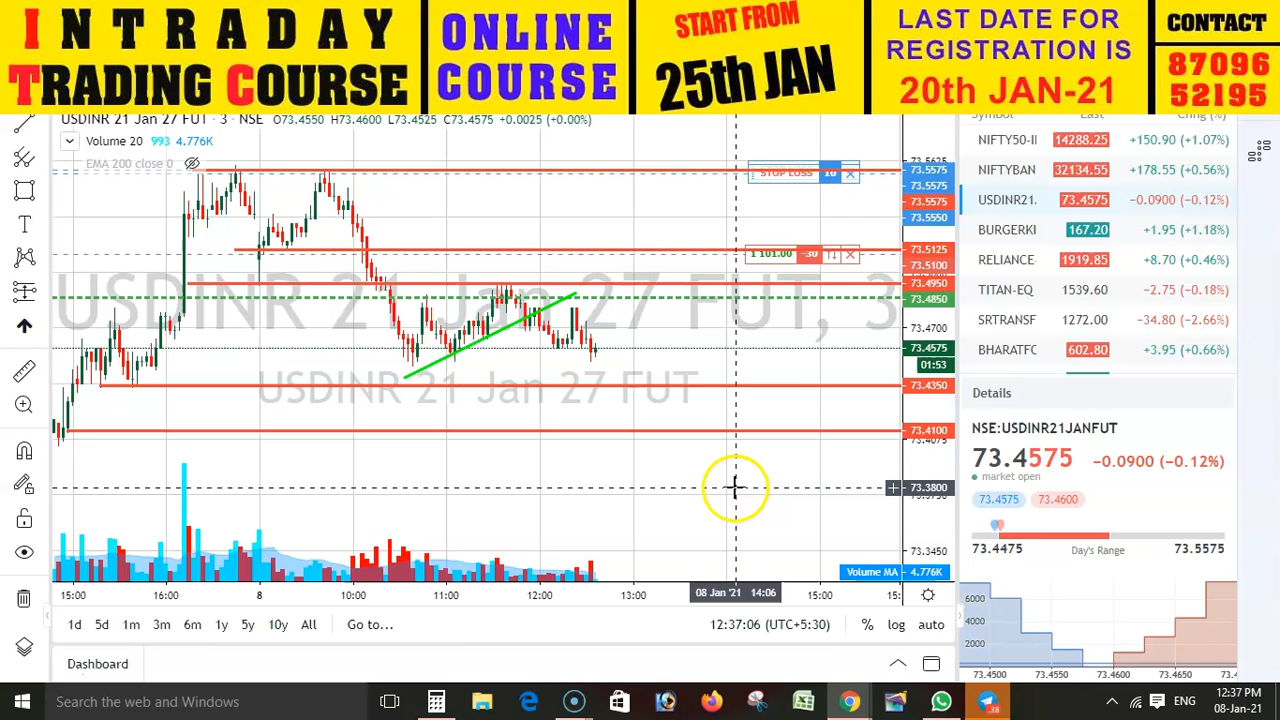 INTRADAY
TRADING COURSE
ONLINE
COURSE
START FROM
25th JAN
LAST DATE FOR
REGISTRATION IS
20th JAN-21
CONTACT
87096
52195
USDINR 21 Jan 27 FUT · 3 · NSE O73.4550 H73.4600 L73.4525 C73.4575 +0.0025 (+0.00%)
Volume 20 993 4.776K
EMA 200 close 0
USDINR 21 Jan 27 FUT, 3
USDINR 21 Jan 27 FUT
STOP LOSS 10
1 101.00 -30
73.5625
73.5575
73.5575
73.5575
73.5550
73.5125
73.5100
73.4950
73.4850
73.4700
73.4575
01:53
73.4350
73.4100
73.4075
73.3800
73.3450
Volume MA 4.776K
15:00 16:00 8 10:00 11:00 12:00 13:00 08 Jan '21 14:06 15:00 15:
1d 5d 1m 3m 6m 1y 5y 10y All Go to... 12:37:06 (UTC+5:30) % log auto
Dashboard
Symbol Last Chng (%)
NIFTY50-II 14288.25 +150.90 (+1.07%)
NIFTYBAN 32134.55 +178.55 (+0.56%)
USDINR21. 73.4575 -0.0900 (-0.12%)
BURGERKI 167.20 +1.95 (+1.18%)
RELIANCE 1919.85 +8.70 (+0.46%)
TITAN-EQ 1539.60 -2.75 (-0.18%)
SRTRANSF 1272.00 -34.80 (-2.66%)
BHARATFC 602.80 +3.95 (+0.66%)
Details
NSE:USDINR21JANFUT
73.4575 -0.0900 (-0.12%)
market open
73.4575 73.4600
73.4475 Day's Range 73.5575
6000
4000
2000
73.4500 73.4550 73.4600 73.4650
Search the web and Windows
38
ENG
12:37 PM
08-Jan-21